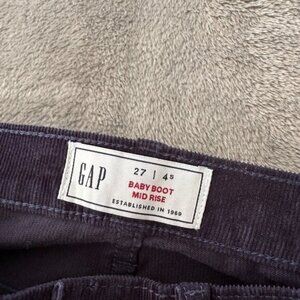 GAP
27 | 4S
BABY BOOT
MID RISE
ESTABLISHED IN 1969